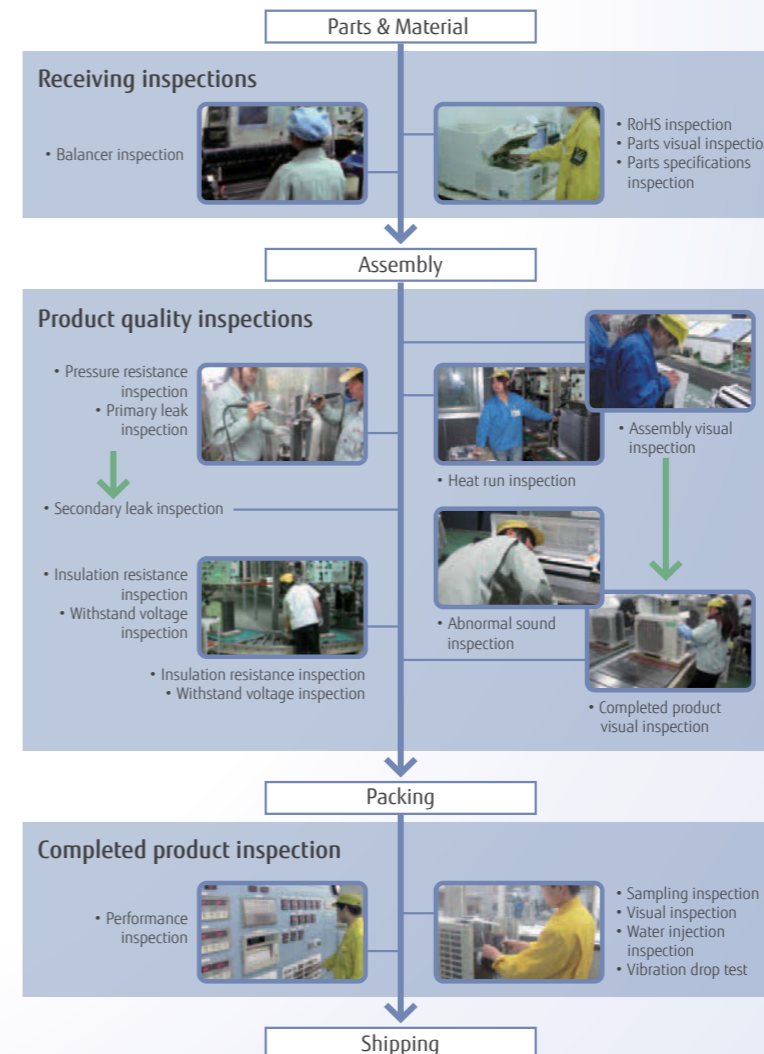 Parts & Material
Receiving inspections
• Balancer inspection
• RoHS inspection
• Parts visual inspectio
• Parts specifications
inspection
Assembly
Product quality inspections
• Pressure resistance
inspection
• Primary leak
inspection
• Secondary leak inspection
• Heat run inspection
• Assembly visual
inspection
• Insulation resistance
inspection
• Withstand voltage
inspection
• Insulation resistance inspection
• Withstand voltage inspection
• Abnormal sound
inspection
• Completed product
visual inspection
Packing
Completed product inspection
• Performance
inspection
• Sampling inspection
• Visual inspection
• Water injection
inspection
• Vibration drop test
Shipping